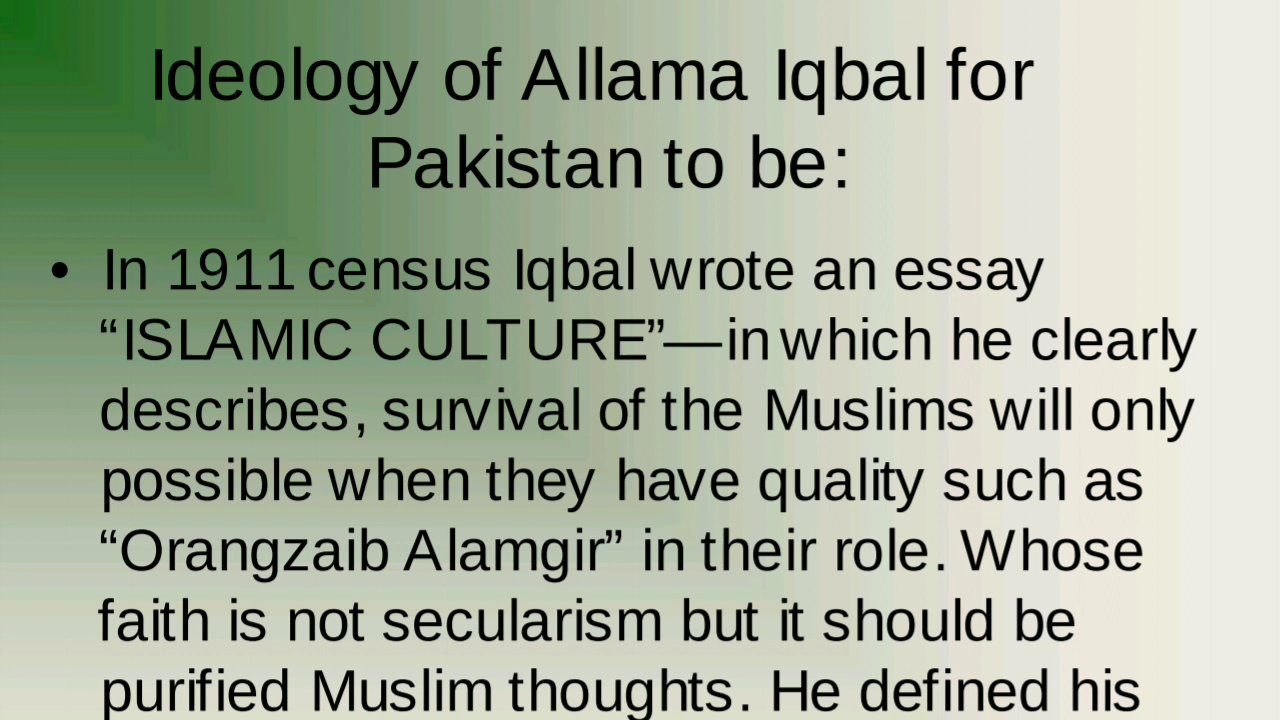 Ideology of Allama Iqbal for
Pakistan to be:
• In 1911 census Iqbal wrote an essay
“ISLAMIC CULTURE”—in which he clearly
describes, survival of the Muslims will only
possible when they have quality such as
“Orangzaib Alamgir” in their role. Whose
faith is not secularism but it should be
purified Muslim thoughts. He defined his